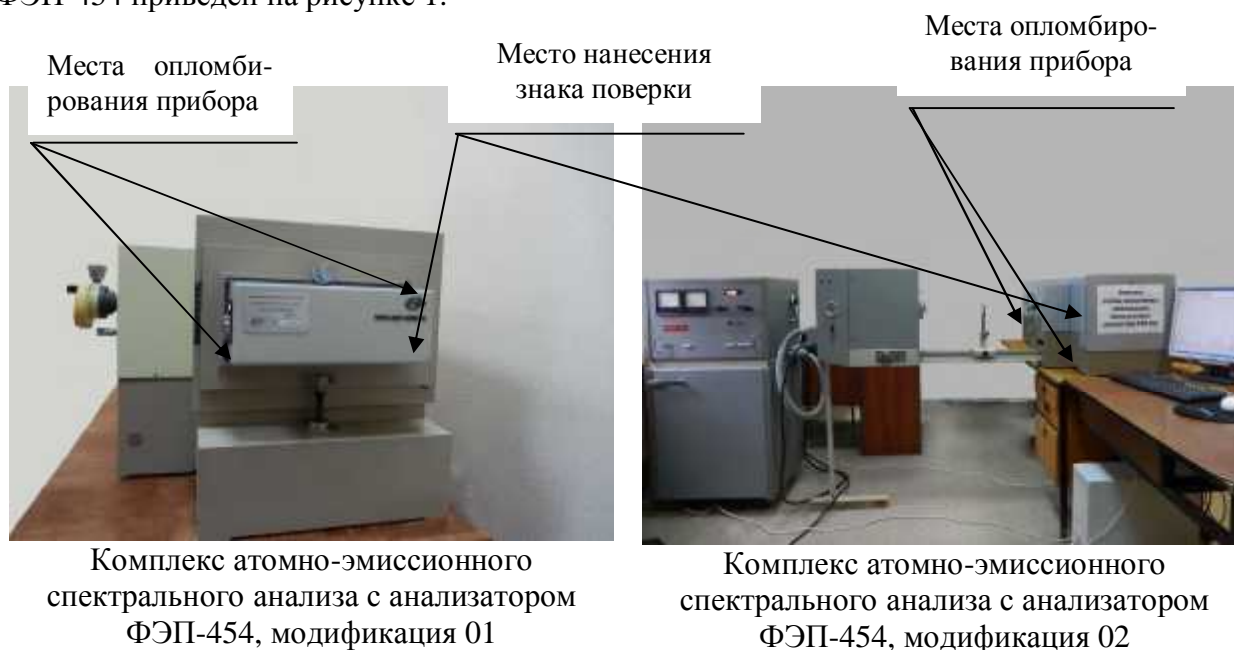 ФЭП-454 приведен на рисунке 1.
Места опломби-
рования прибора
Место нанесения
знака поверки
Места опломбиро-
вания прибора
Комплекс атомно-эмиссионного
спектрального анализа с анализатором
ФЭП-454, модификация 01
Комплекс атомно-эмиссионного
спектрального анализа с анализатором
ФЭП-454, модификация 02